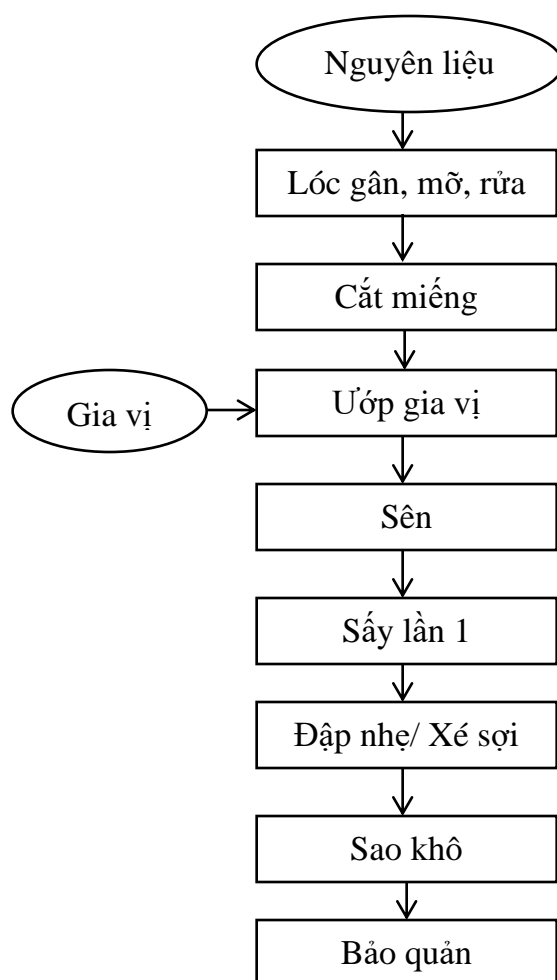 Nguyên liệu
Lóc gân, mỡ, rửa
Cắt miếng
Gia vị
Ướp gia vị
Sên
Sấy lần 1
Đập nhẹ/ Xé sợi
Sao khô
Bảo quản